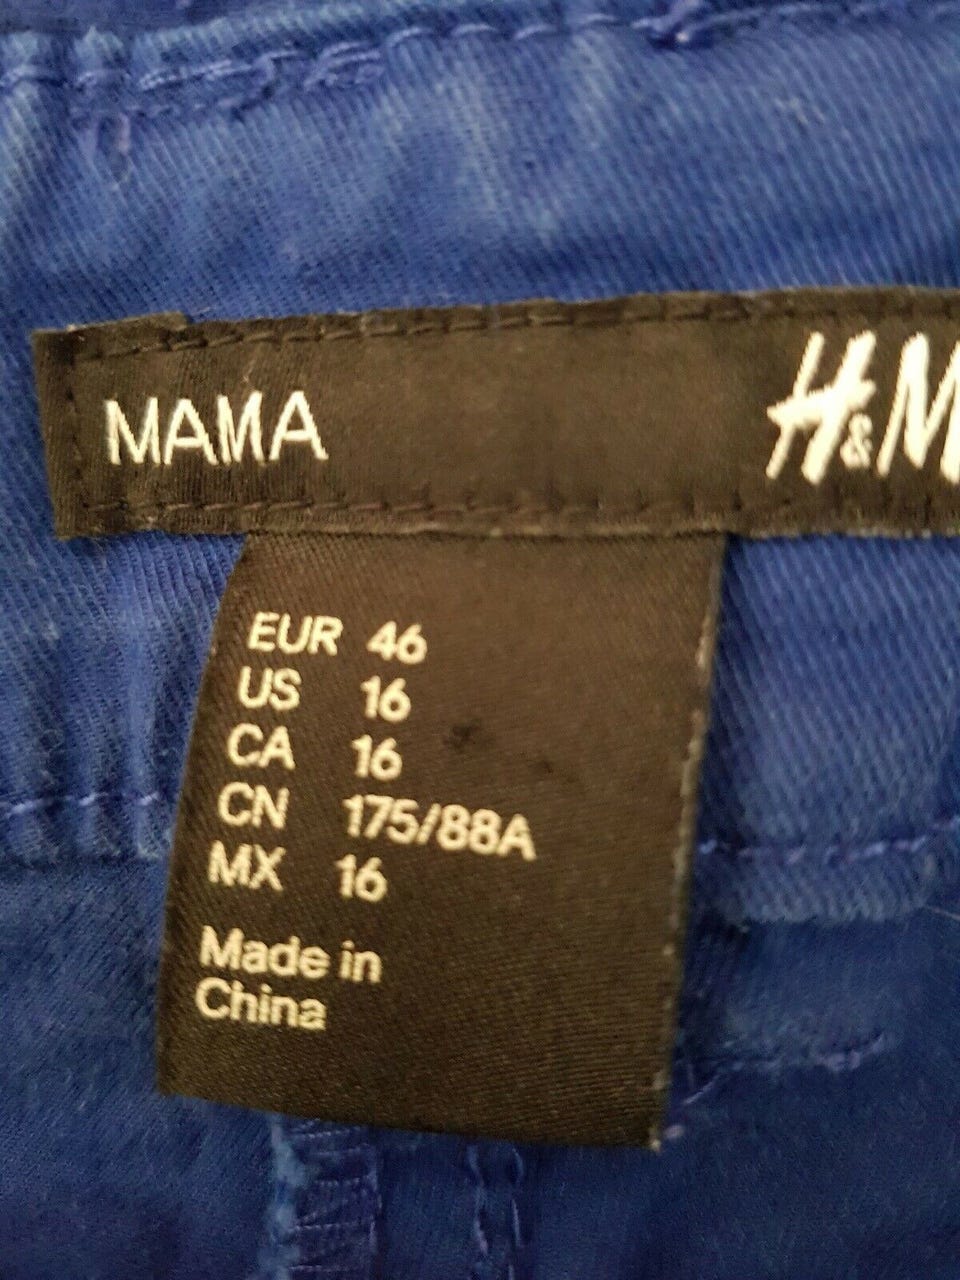 MAMA H&M
EUR 46
US 16
CA 16
CN 175/88A
MX 16
Made in
China